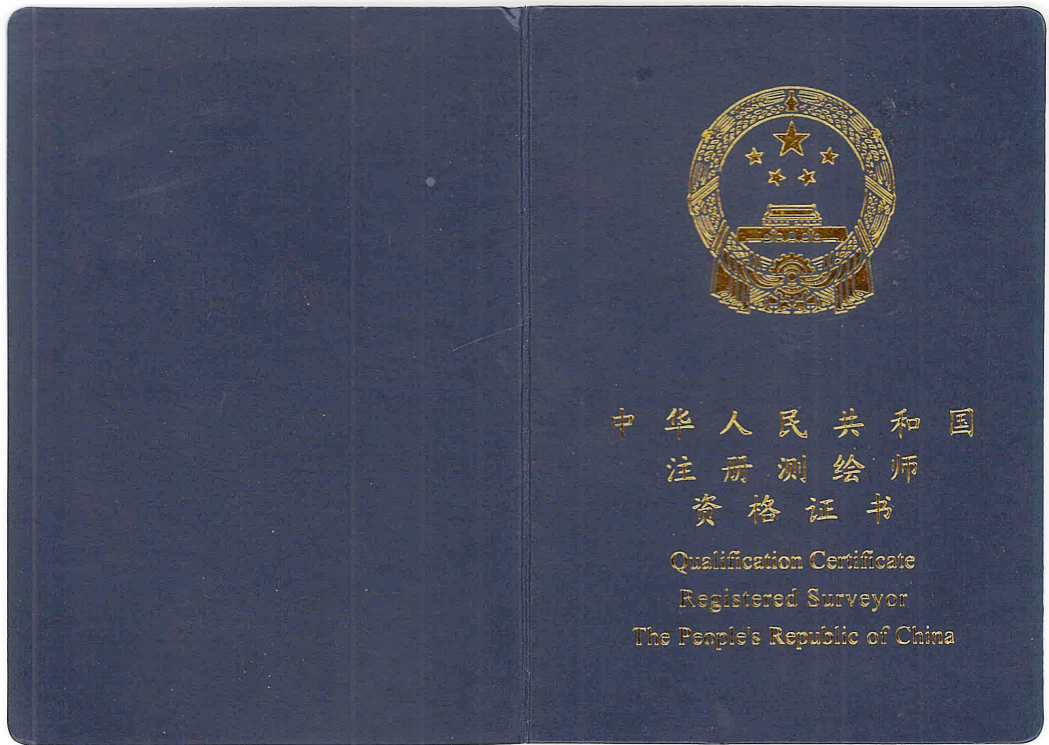 中华人民共和国
注册测绘师
资格证书
Qualification Certificate
Registered Surveyor
The People's Republic of China